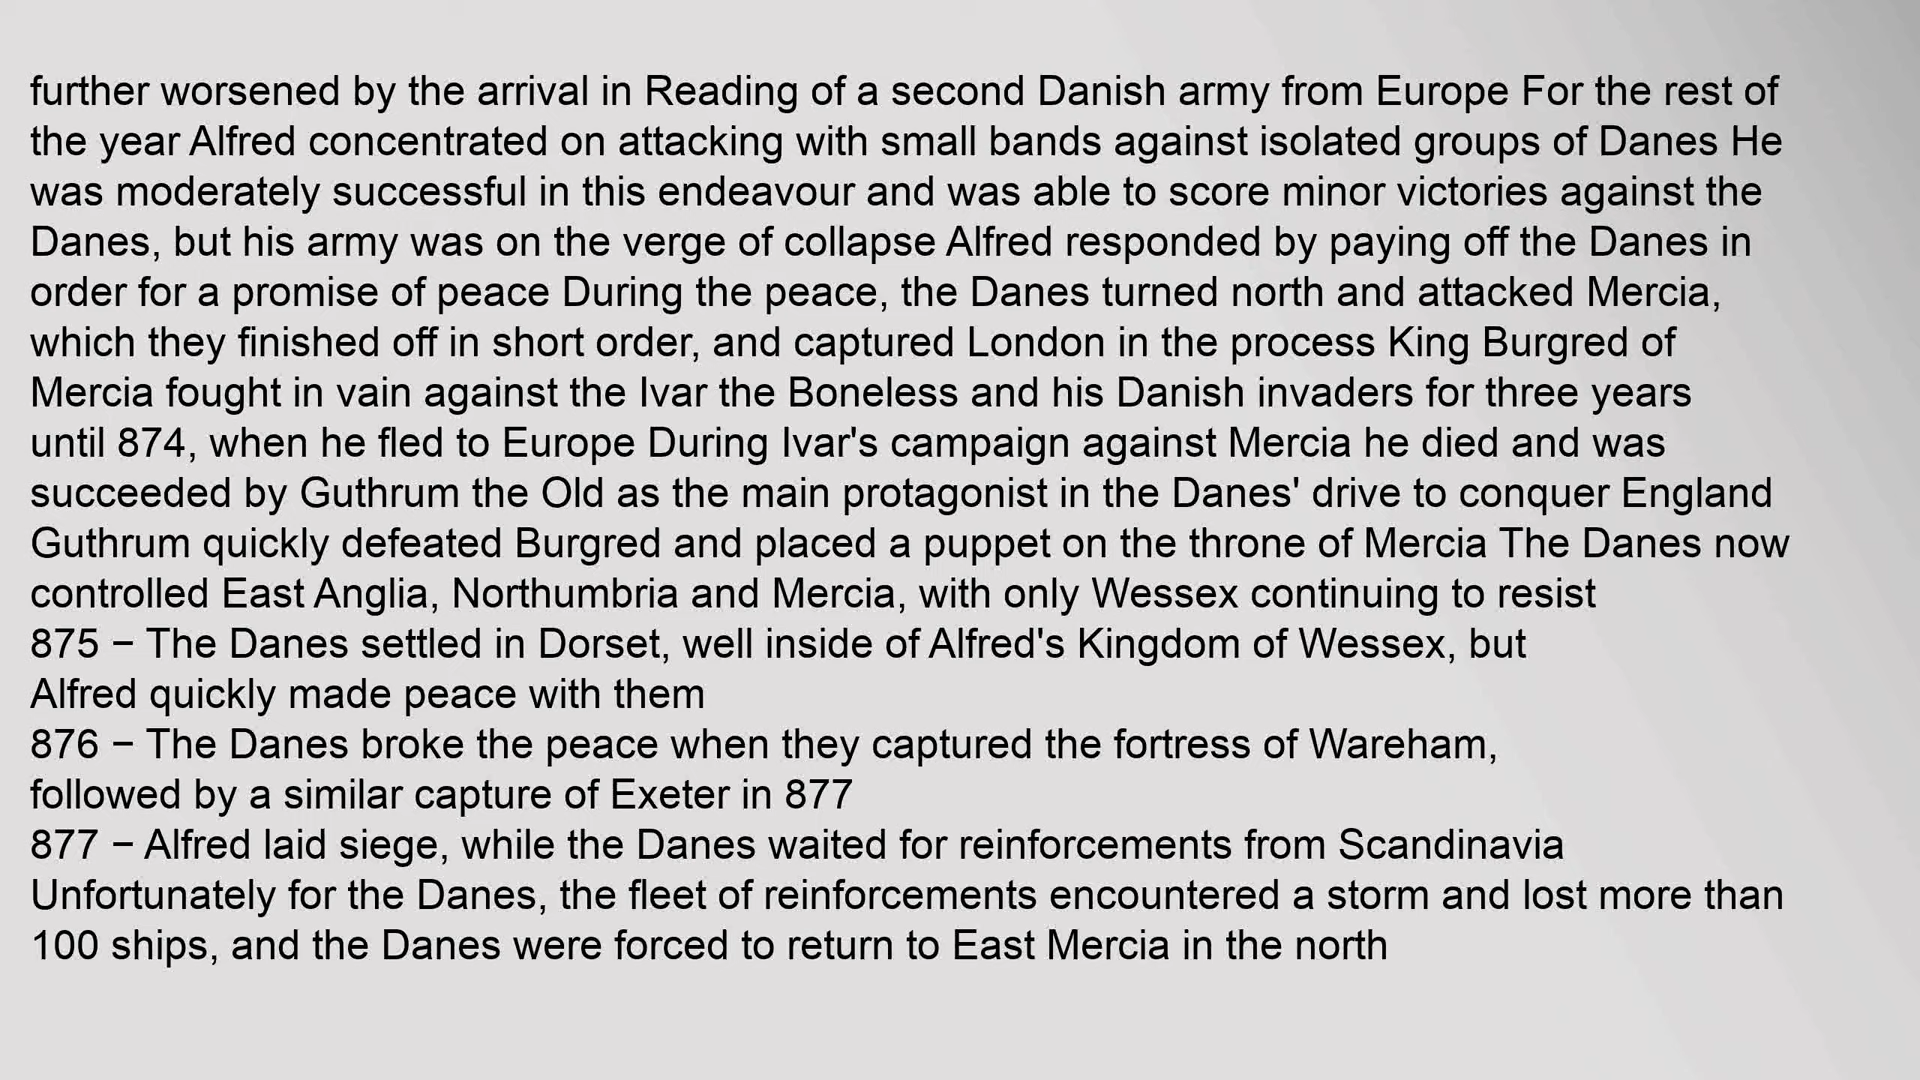 further worsened by the arrival in Reading of a second Danish army from Europe For the rest of
the year Alfred concentrated on attacking with small bands against isolated groups of Danes He
was moderately successful in this endeavour and was able to score minor victories against the
Danes, but his army was on the verge of collapse Alfred responded by paying off the Danes in
order for a promise of peace During the peace, the Danes turned north and attacked Mercia,
which they finished off in short order, and captured London in the process King Burgred of
Mercia fought in vain against the Ivar the Boneless and his Danish invaders for three years
until 874, when he fled to Europe During Ivar's campaign against Mercia he died and was
succeeded by Guthrum the Old as the main protagonist in the Danes' drive to conquer England
Guthrum quickly defeated Burgred and placed a puppet on the throne of Mercia The Danes now
controlled East Anglia, Northumbria and Mercia, with only Wessex continuing to resist
875 − The Danes settled in Dorset, well inside of Alfred's Kingdom of Wessex, but
Alfred quickly made peace with them
876 − The Danes broke the peace when they captured the fortress of Wareham,
followed by a similar capture of Exeter in 877
877 − Alfred laid siege, while the Danes waited for reinforcements from Scandinavia
Unfortunately for the Danes, the fleet of reinforcements encountered a storm and lost more than
100 ships, and the Danes were forced to return to East Mercia in the north